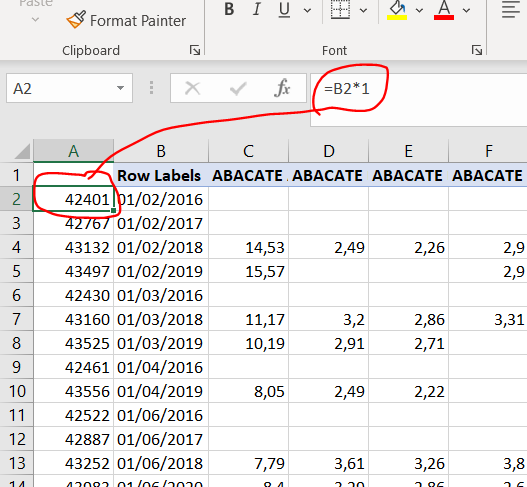 Paste
Format Painter
B I U A
Clipboard
Font
A2 fx =B2*1
A B C D E F
1 Row Labels ABACATE ABACATE ABACATE ABACATE
2 42401 01/02/2016
3 42767 01/02/2017
4 43132 01/02/2018 14,53 2,49 2,26 2,9
5 43497 01/02/2019 15,57 2,9
6 42430 01/03/2016
7 43160 01/03/2018 11,17 3,2 2,86 3,31
8 43525 01/03/2019 10,19 2,91 2,71
9 42461 01/04/2016
10 43556 01/04/2019 8,05 2,49 2,22
11 42522 01/06/2016
12 42887 01/06/2017
13 43252 01/06/2018 7,79 3,61 3,26 3,8
14